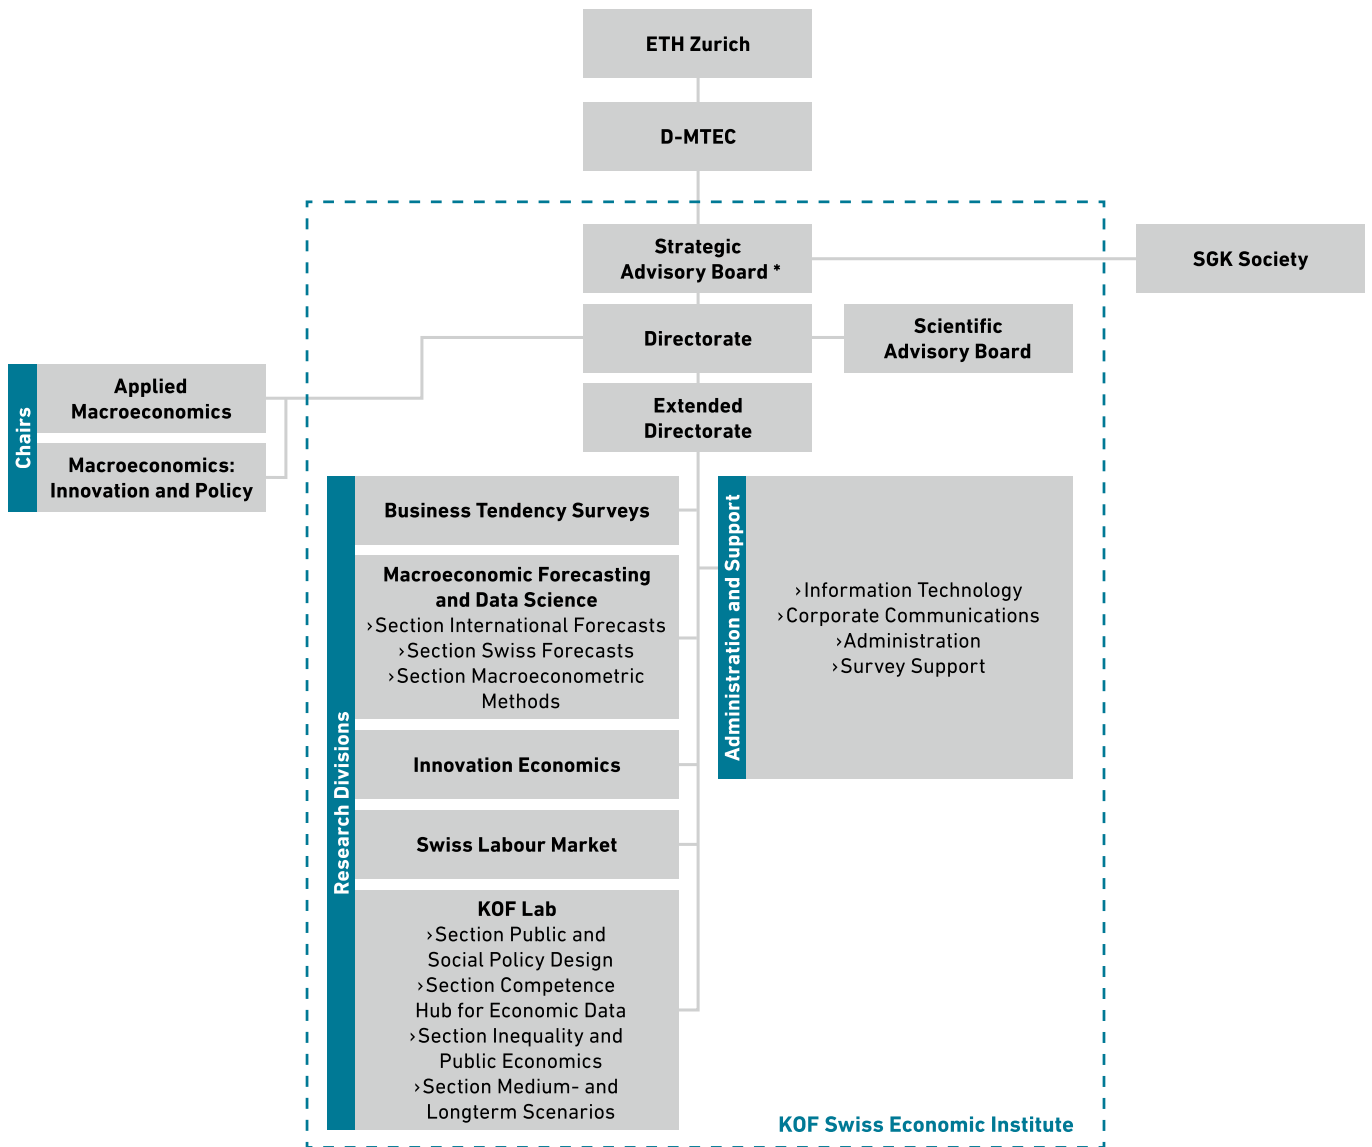 ETH Zurich
D-MTEC
Strategic
Advisory Board *
SGK Society
Directorate
Scientific
Advisory Board
Extended
Directorate
Chairs
Applied
Macroeconomics
Macroeconomics:
Innovation and Policy
Research Divisions
Business Tendency Surveys
Macroeconomic Forecasting
and Data Science
›Section International Forecasts
›Section Swiss Forecasts
›Section Macroeconometric
Methods
Innovation Economics
Swiss Labour Market
KOF Lab
›Section Public and
Social Policy Design
›Section Competence
Hub for Economic Data
›Section Inequality and
Public Economics
›Section Medium- and
Longterm Scenarios
Administration and Support
›Information Technology
›Corporate Communications
›Administration
›Survey Support
KOF Swiss Economic Institute